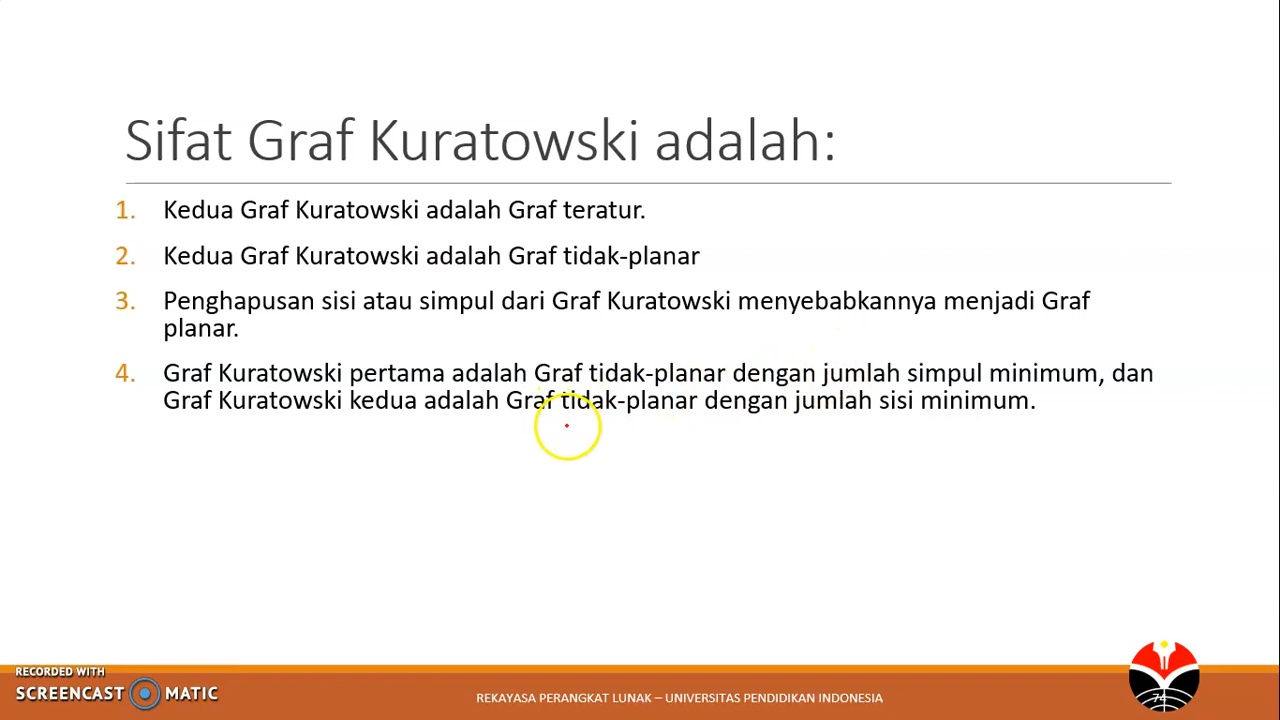 Sifat Graf Kuratowski adalah:
1. Kedua Graf Kuratowski adalah Graf teratur.
2. Kedua Graf Kuratowski adalah Graf tidak-planar
3. Penghapusan sisi atau simpul dari Graf Kuratowski menyebabkannya menjadi Graf
planar.
4. Graf Kuratowski pertama adalah Graf tidak-planar dengan jumlah simpul minimum, dan
Graf Kuratowski kedua adalah Graf tidak-planar dengan jumlah sisi minimum.
RECORDED WITH
SCREENCAST MATIC
REKAYASA PERANGKAT LUNAK – UNIVERSITAS PENDIDIKAN INDONESIA
74